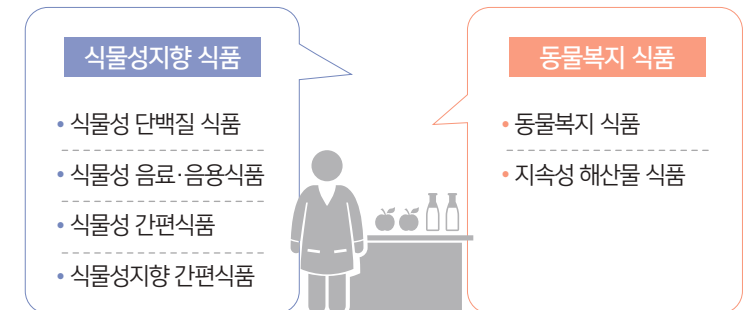 식물성지향 식품
• 식물성 단백질 식품
• 식물성 음료·음용식품
• 식물성 간편식품
• 식물성지향 간편식품
동물복지 식품
• 동물복지 식품
• 지속성 해산물 식품